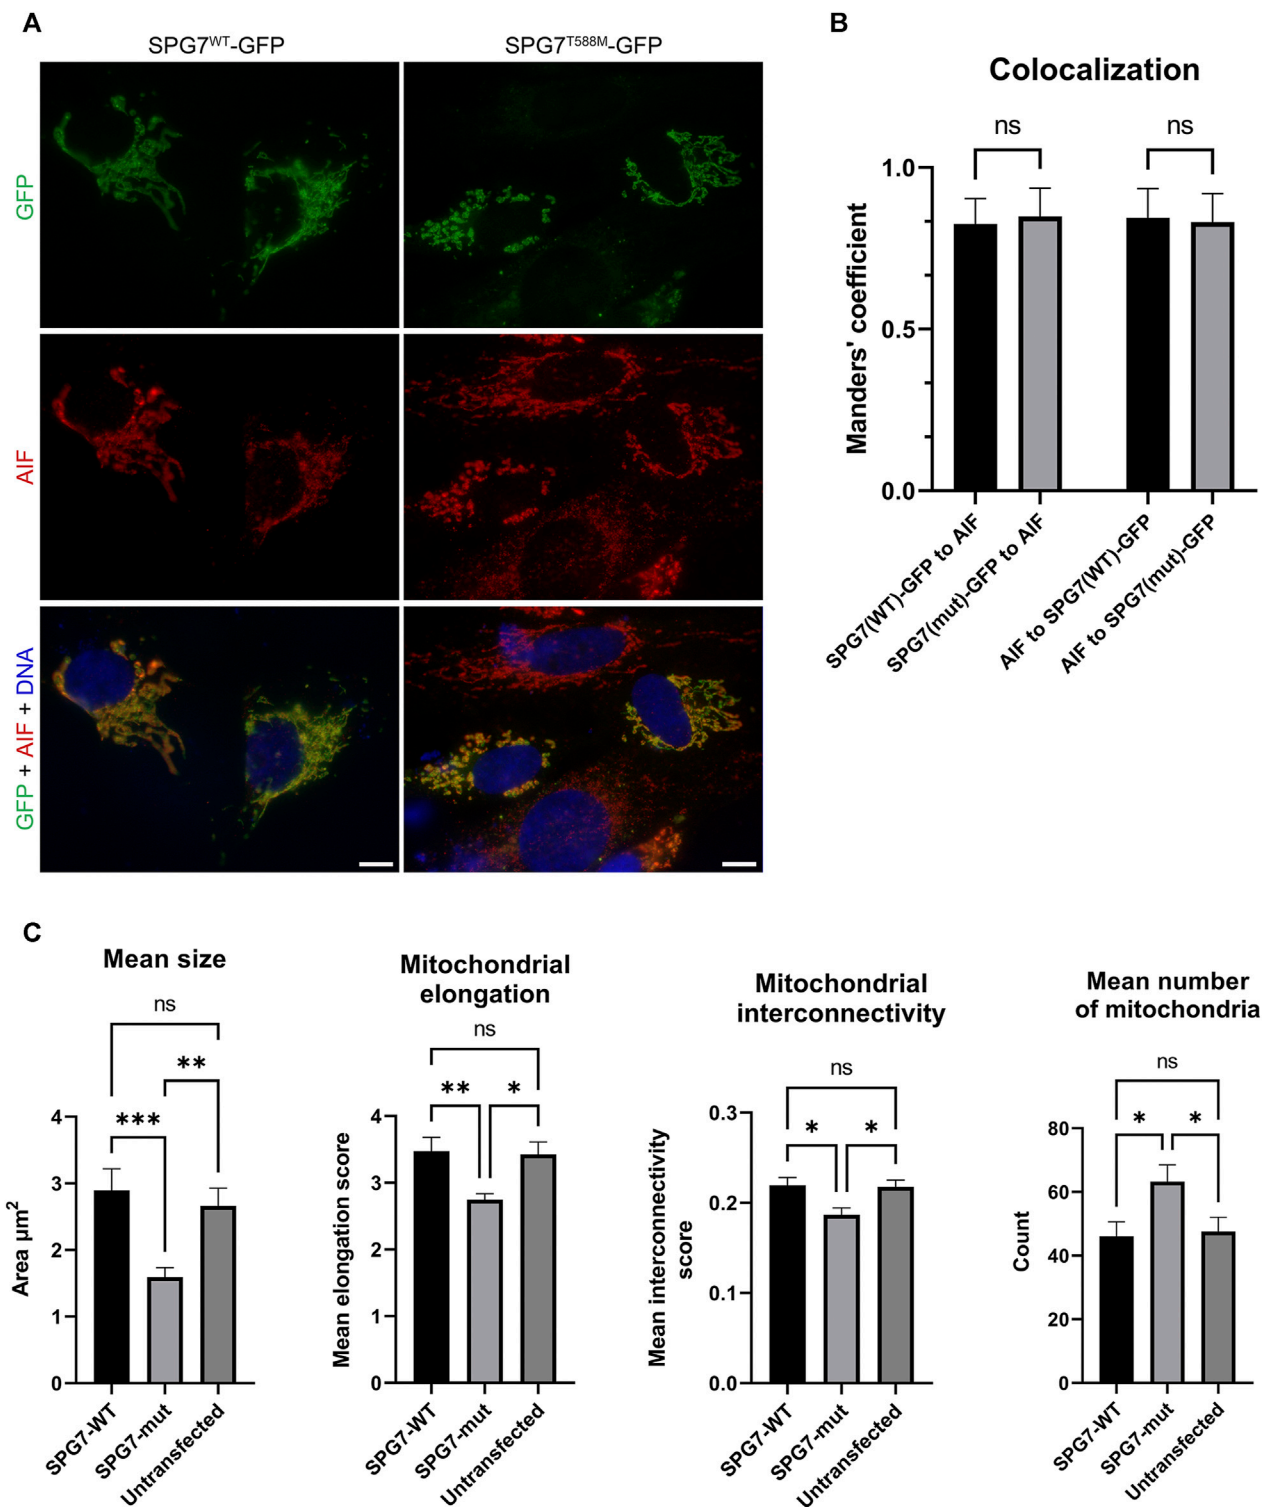 A
SPG7WT-GFP
SPG7T588M-GFP
GFP
AIF
GFP + AIF + DNA
B
Colocalization
ns
ns
1.0
0.5
0.0
Manders' coefficient
SPG7(WT)-GFP to AIF
SPG7(mut)-GFP to AIF
AIF to SPG7(WT)-GFP
AIF to SPG7(mut)-GFP
C
Mean size
ns
**
***
4
3
2
1
0
Area µm2
SPG7-WT
SPG7-mut
Untransfected
Mitochondrial
elongation
ns
**
*
4
3
2
1
0
Mean elongation score
SPG7-WT
SPG7-mut
Untransfected
Mitochondrial
interconnectivity
ns
*
*
0.3
0.2
0.1
0.0
Mean interconnectivity
score
SPG7-WT
SPG7-mut
Untransfected
Mean number
of mitochondria
ns
*
*
80
60
40
20
0
Count
SPG7-WT
SPG7-mut
Untransfected